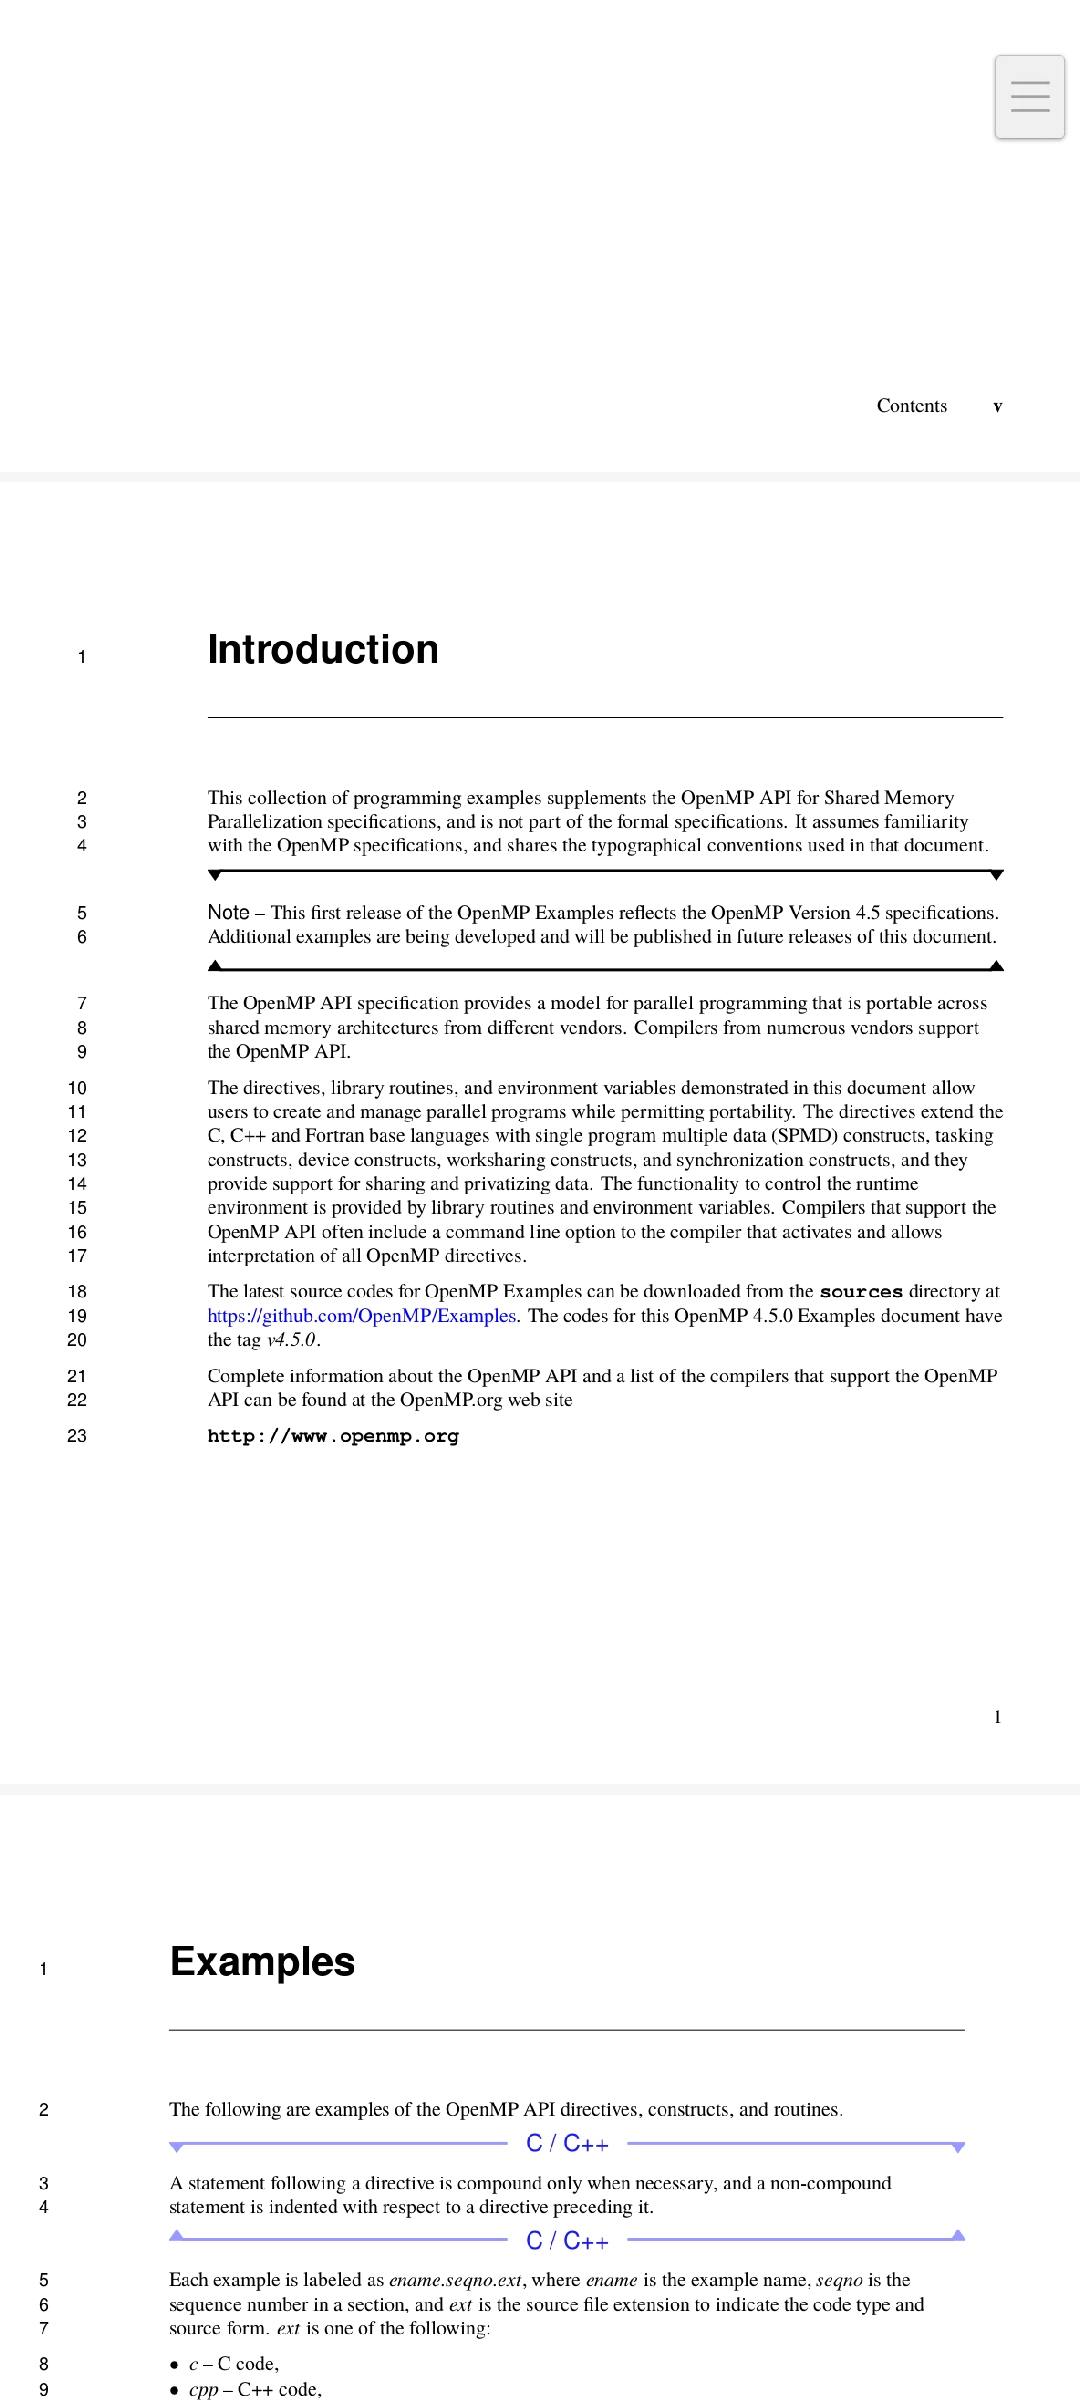 Contents v
1 Introduction
2 This collection of programming examples supplements the OpenMP API for Shared Memory
3 Parallelization specifications, and is not part of the formal specifications. It assumes familiarity
4 with the OpenMP specifications, and shares the typographical conventions used in that document.
5 Note – This first release of the OpenMP Examples reflects the OpenMP Version 4.5 specifications.
6 Additional examples are being developed and will be published in future releases of this document.
7 The OpenMP API specification provides a model for parallel programming that is portable across
8 shared memory architectures from different vendors. Compilers from numerous vendors support
9 the OpenMP API.
10 The directives, library routines, and environment variables demonstrated in this document allow
11 users to create and manage parallel programs while permitting portability. The directives extend the
12 C, C++ and Fortran base languages with single program multiple data (SPMD) constructs, tasking
13 constructs, device constructs, worksharing constructs, and synchronization constructs, and they
14 provide support for sharing and privatizing data. The functionality to control the runtime
15 environment is provided by library routines and environment variables. Compilers that support the
16 OpenMP API often include a command line option to the compiler that activates and allows
17 interpretation of all OpenMP directives.
18 The latest source codes for OpenMP Examples can be downloaded from the sources directory at
19 https://github.com/OpenMP/Examples. The codes for this OpenMP 4.5.0 Examples document have
20 the tag v4.5.0.
21 Complete information about the OpenMP API and a list of the compilers that support the OpenMP
22 API can be found at the OpenMP.org web site
23 http://www.openmp.org
1
1 Examples
2 The following are examples of the OpenMP API directives, constructs, and routines.
C / C++
3 A statement following a directive is compound only when necessary, and a non-compound
4 statement is indented with respect to a directive preceding it.
C / C++
5 Each example is labeled as ename.seqno.ext, where ename is the example name, seqno is the
6 sequence number in a section, and ext is the source file extension to indicate the code type and
7 source form. ext is one of the following:
8 • c – C code,
9 • cpp – C++ code,